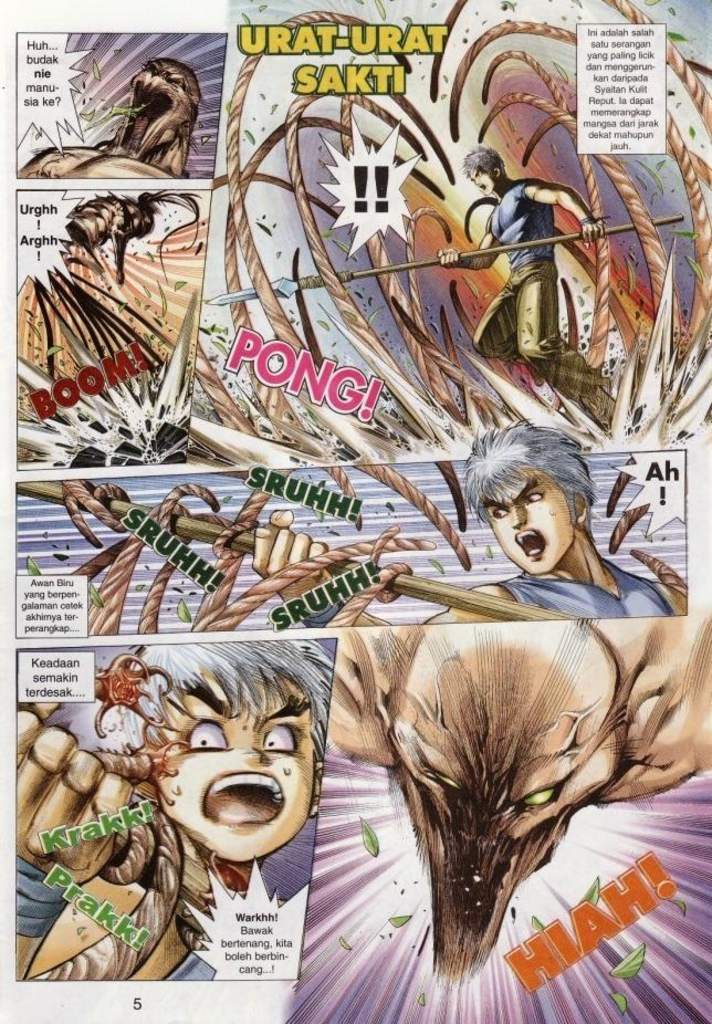 Huh...
budak
nie
manu-
sia ke?
URAT-URAT
SAKTI
Ini adalah salah
satu serangan
yang paling licik
dan menggerun-
kan daripada
Syaitan Kulit
Reput. Ia dapat
memerangkap
mangsa dari jarak
dekat mahupun
jauh.
!!
Urghh
!
Arghh
!
BOOM!
PONG!
SRUHH!
SRUHH!
SRUHH!
Ah
!
Awan Biru
yang berpen-
galaman cetek
akhirnya ter-
perangkap....
Keadaan
semakin
terdesak....
Krakk!
Prakk!
Warkhh!
Bawak
bertenang, kita
boleh berbin-
cang...!
HIAH!
5